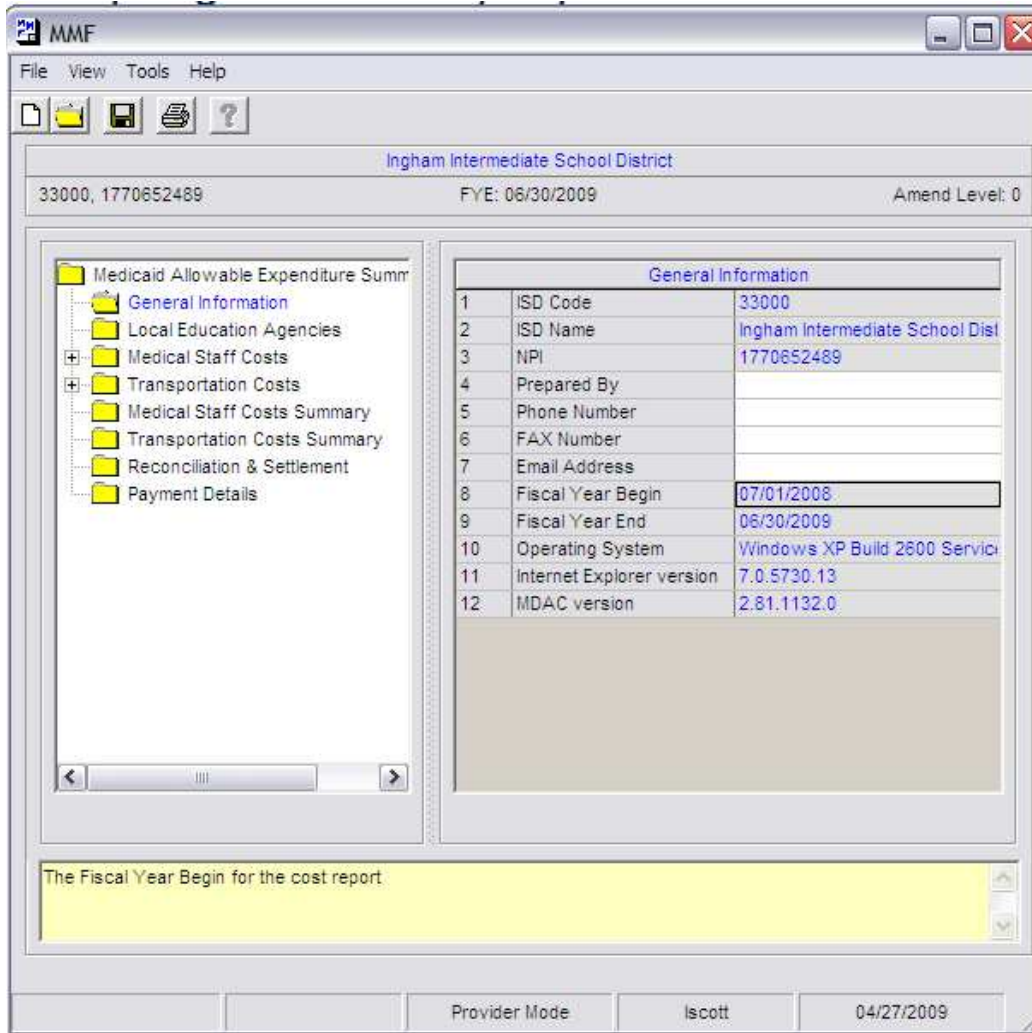 MMF
File View Tools Help
Ingham Intermediate School District
33000, 1770652489 FYE: 06/30/2009 Amend Level: 0
Medicaid Allowable Expenditure Summ
General Information
Local Education Agencies
Medical Staff Costs
Transportation Costs
Medical Staff Costs Summary
Transportation Costs Summary
Reconciliation & Settlement
Payment Details
General Information
1 ISD Code 33000
2 ISD Name Ingham Intermediate School Dist
3 NPI 1770652489
4 Prepared By
5 Phone Number
6 FAX Number
7 Email Address
8 Fiscal Year Begin 07/01/2008
9 Fiscal Year End 06/30/2009
10 Operating System Windows XP Build 2600 Service
11 Internet Explorer version 7.0.5730.13
12 MDAC version 2.81.1132.0
The Fiscal Year Begin for the cost report
Provider Mode lscott 04/27/2009